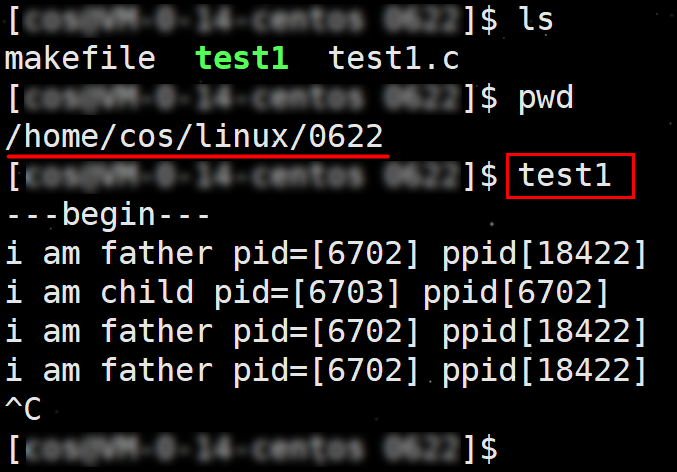 [cos@VM-0-14-centos 0622]$ ls
makefile test1 test1.c
[cos@VM-0-14-centos 0622]$ pwd
/home/cos/linux/0622
[cos@VM-0-14-centos 0622]$ test1
---begin---
i am father pid=[6702] ppid[18422]
i am child pid=[6703] ppid[6702]
i am father pid=[6702] ppid[18422]
i am father pid=[6702] ppid[18422]
^C
[cos@VM-0-14-centos 0622]$